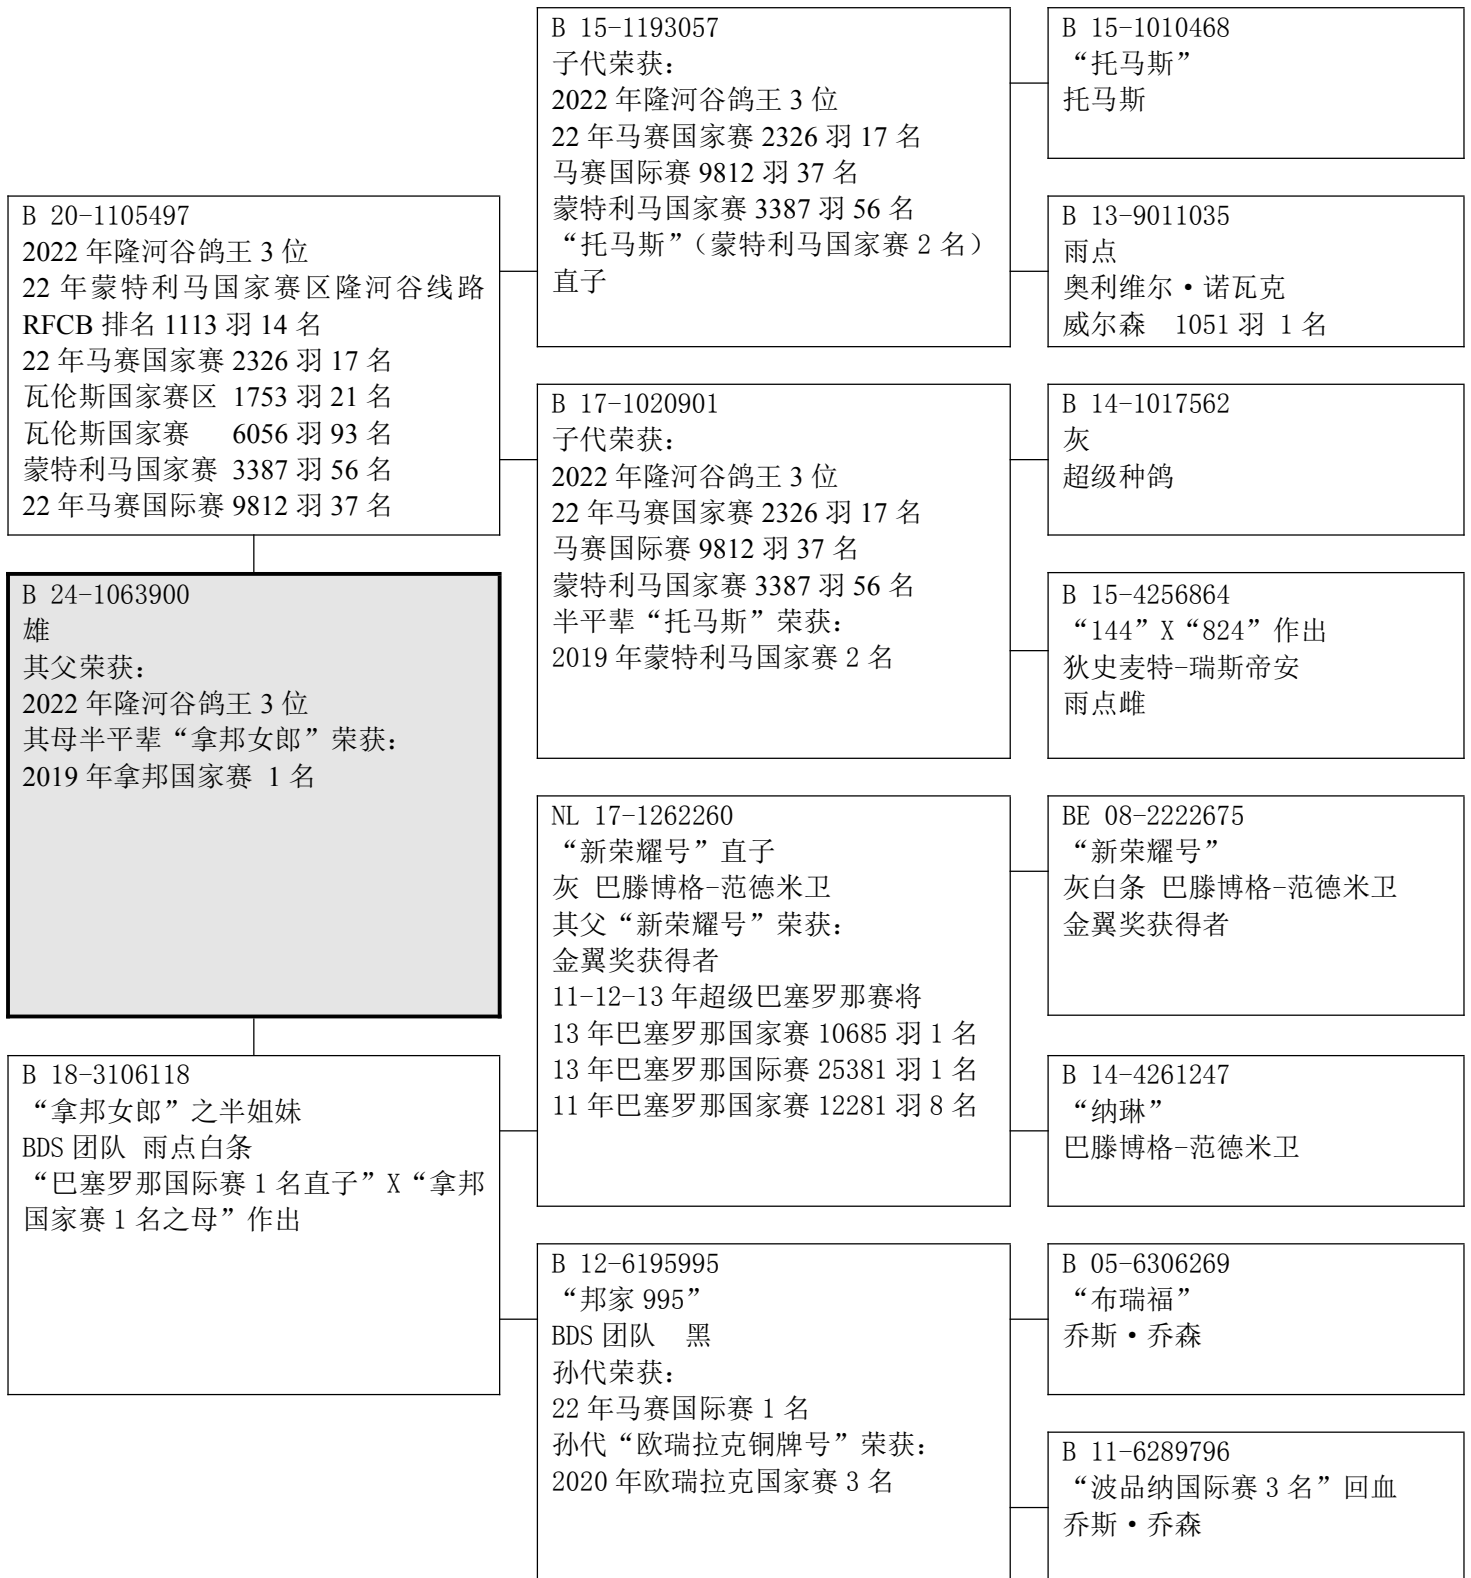 B 20-1105497
2022 年隆河谷鸽王 3 位
22 年蒙特利马国家赛区隆河谷线路
RFCB 排名 1113 羽 14 名
22 年马赛国家赛 2326 羽 17 名
瓦伦斯国家赛区 1753 羽 21 名
瓦伦斯国家赛 6056 羽 93 名
蒙特利马国家赛 3387 羽 56 名
22 年马赛国际赛 9812 羽 37 名
B 24-1063900
雄
其父荣获：
2022 年隆河谷鸽王 3 位
其母半平辈“拿邦女郎”荣获：
2019 年拿邦国家赛 1 名
B 18-3106118
“拿邦女郎”之半姐妹
BDS 团队 雨点白条
“巴塞罗那国际赛 1 名直子”X“拿邦
国家赛 1 名之母”作出
B 15-1193057
子代荣获：
2022 年隆河谷鸽王 3 位
22 年马赛国家赛 2326 羽 17 名
马赛国际赛 9812 羽 37 名
蒙特利马国家赛 3387 羽 56 名
“托马斯”（蒙特利马国家赛 2 名）
直子
B 17-1020901
子代荣获：
2022 年隆河谷鸽王 3 位
22 年马赛国家赛 2326 羽 17 名
马赛国际赛 9812 羽 37 名
蒙特利马国家赛 3387 羽 56 名
半平辈“托马斯”荣获：
2019 年蒙特利马国家赛 2 名
NL 17-1262260
“新荣耀号”直子
灰 巴滕博格-范德米卫
其父“新荣耀号”荣获：
金翼奖获得者
11-12-13 年超级巴塞罗那赛将
13 年巴塞罗那国家赛 10685 羽 1 名
13 年巴塞罗那国际赛 25381 羽 1 名
11 年巴塞罗那国家赛 12281 羽 8 名
B 12-6195995
“邦家 995”
BDS 团队 黑
孙代荣获：
22 年马赛国际赛 1 名
孙代“欧瑞拉克铜牌号”荣获：
2020 年欧瑞拉克国家赛 3 名
B 15-1010468
“托马斯”
托马斯
B 13-9011035
雨点
奥利维尔·诺瓦克
威尔森 1051 羽 1 名
B 14-1017562
灰
超级种鸽
B 15-4256864
“144”X“824”作出
狄史麦特-瑞斯帝安
雨点雌
BE 08-2222675
“新荣耀号”
灰白条 巴滕博格-范德米卫
金翼奖获得者
B 14-4261247
“纳琳”
巴滕博格-范德米卫
B 05-6306269
“布瑞福”
乔斯·乔森
B 11-6289796
“波品纳国际赛 3 名”回血
乔斯·乔森